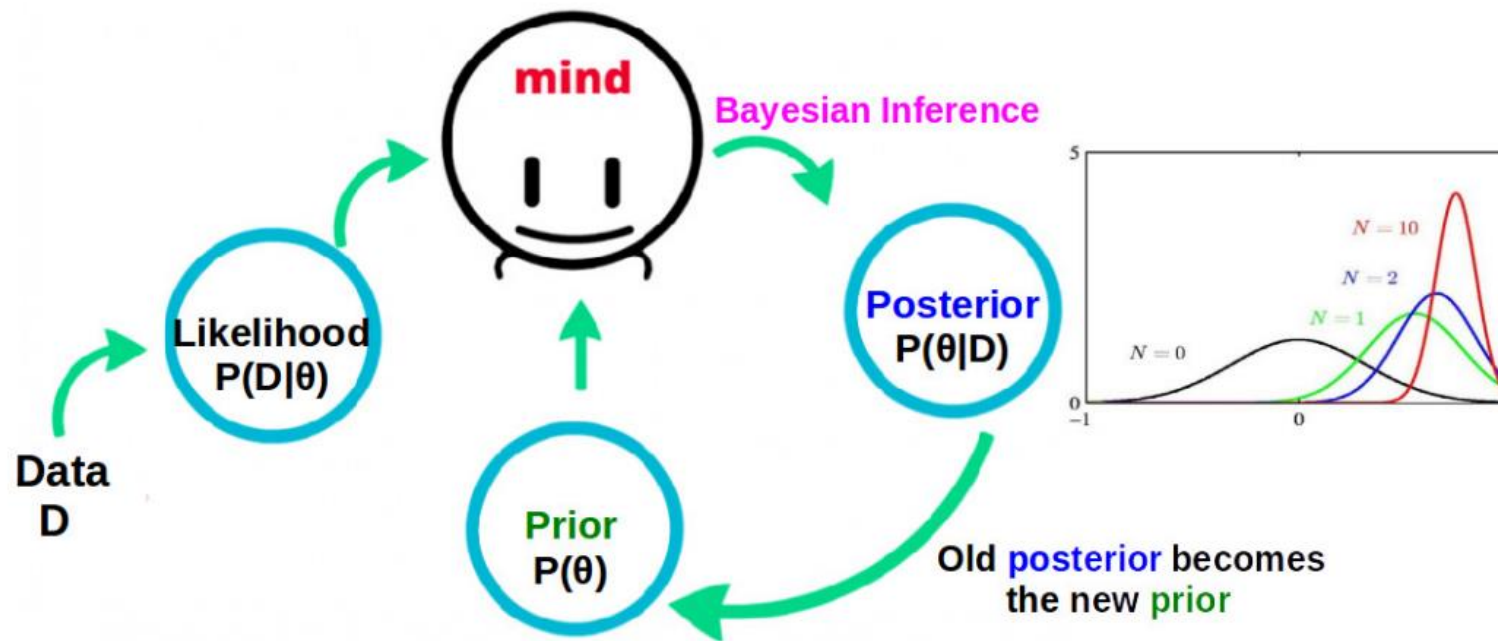 mind
Bayesian Inference
Likelihood
P(D|θ)
Data
D
Prior
P(θ)
Posterior
P(θ|D)
Old posterior becomes
the new prior
5
N = 10
N = 2
N = 1
N = 0
0
−1
0